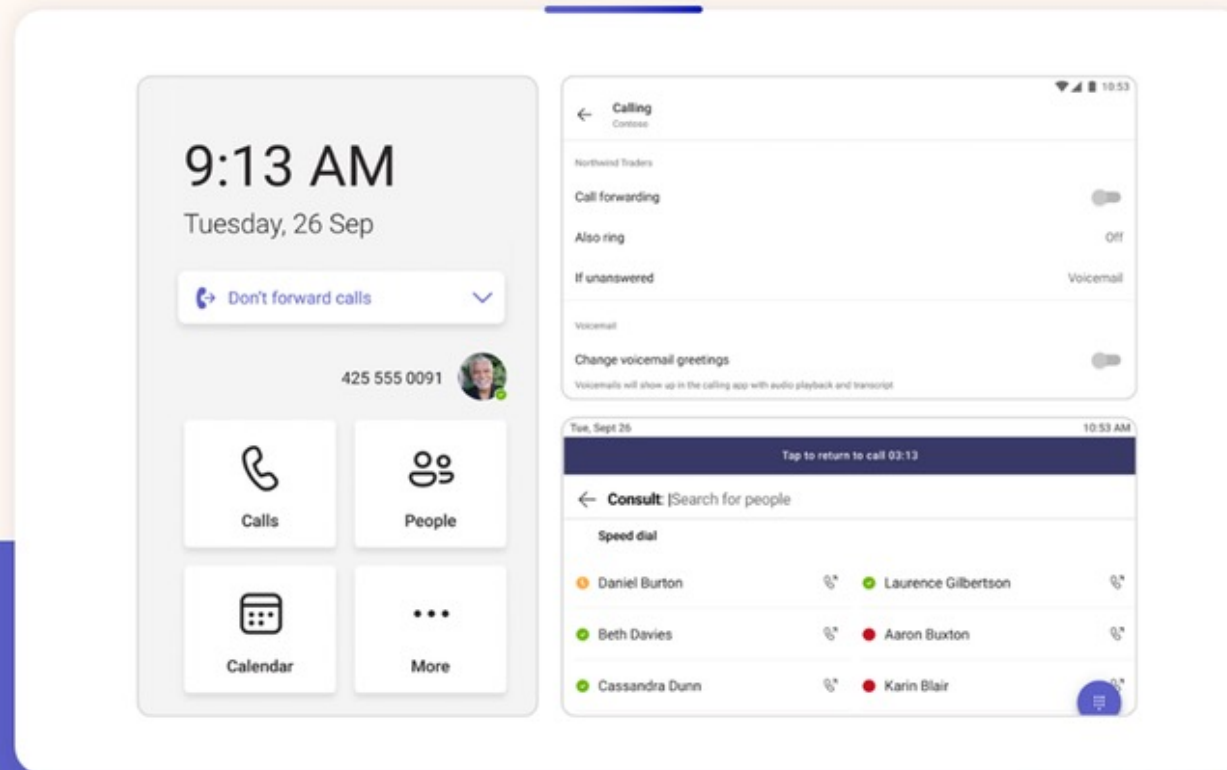 9:13 AM
Tuesday, 26 Sep
Don't forward calls
425 555 0091
Calls
People
Calendar
More
10:53
Calling
Contoso
Northwind Traders
Call forwarding
Also ring
Off
If unanswered
Voicemail
Voicemail
Change voicemail greetings
Voicemails will show up in the calling app with audio playback and transcript
Tue, Sept 26
10:53 AM
Tap to return to call 03:13
Consult: Search for people
Speed dial
Daniel Burton
Laurence Gilbertson
Beth Davies
Aaron Buxton
Cassandra Dunn
Karin Blair